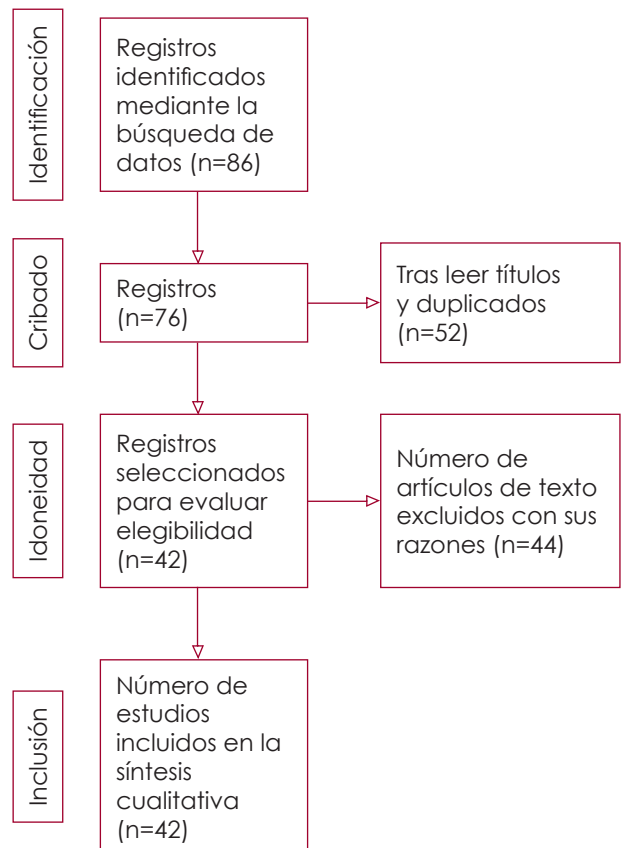 Identificación
Registros
identificados
mediante la
búsqueda de
datos (n=86)
Cribado
Registros
(n=76)
Tras leer títulos
y duplicados
(n=52)
Idoneidad
Registros
seleccionados
para evaluar
elegibilidad
(n=42)
Número de
artículos de texto
excluidos con sus
razones (n=44)
Inclusión
Número de
estudios
incluidos en la
síntesis
cualitativa
(n=42)